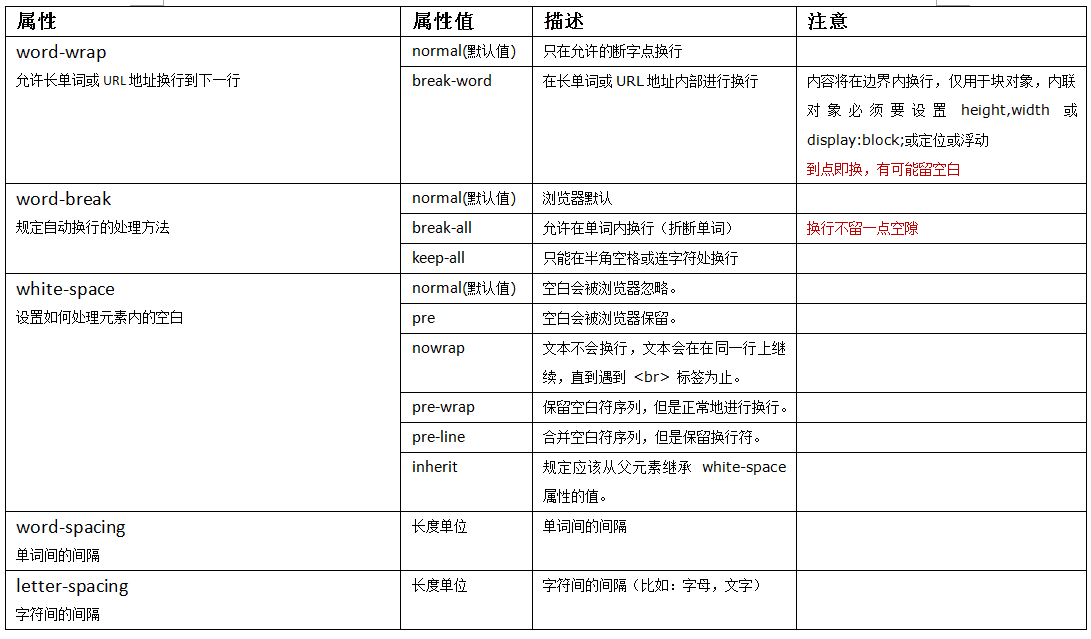 属性 属性值 描述 注意
word-wrap normal(默认值) 只在允许的断字点换行
允许长单词或 URL 地址换行到下一行 break-word 在长单词或 URL 地址内部进行换行 内容将在边界内换行，仅用于块对象，内联
对象必须要设置 height,width 或
display:block;或定位或浮动
到点即换，有可能留空白
word-break normal(默认值) 浏览器默认
规定自动换行的处理方法 break-all 允许在单词内换行（折断单词） 换行不留一点空隙
keep-all 只能在半角空格或连字符处换行
white-space normal(默认值) 空白会被浏览器忽略。
设置如何处理元素内的空白 pre 空白会被浏览器保留。
nowrap 文本不会换行，文本会在在同一行上继
续，直到遇到 <br> 标签为止。
pre-wrap 保留空白符序列，但是正常地进行换行。
pre-line 合并空白符序列，但是保留换行符。
inherit 规定应该从父元素继承 white-space
属性的值。
word-spacing 长度单位 单词间的间隔
单词间的间隔
letter-spacing 长度单位 字符间的间隔（比如：字母，文字）
字符间的间隔